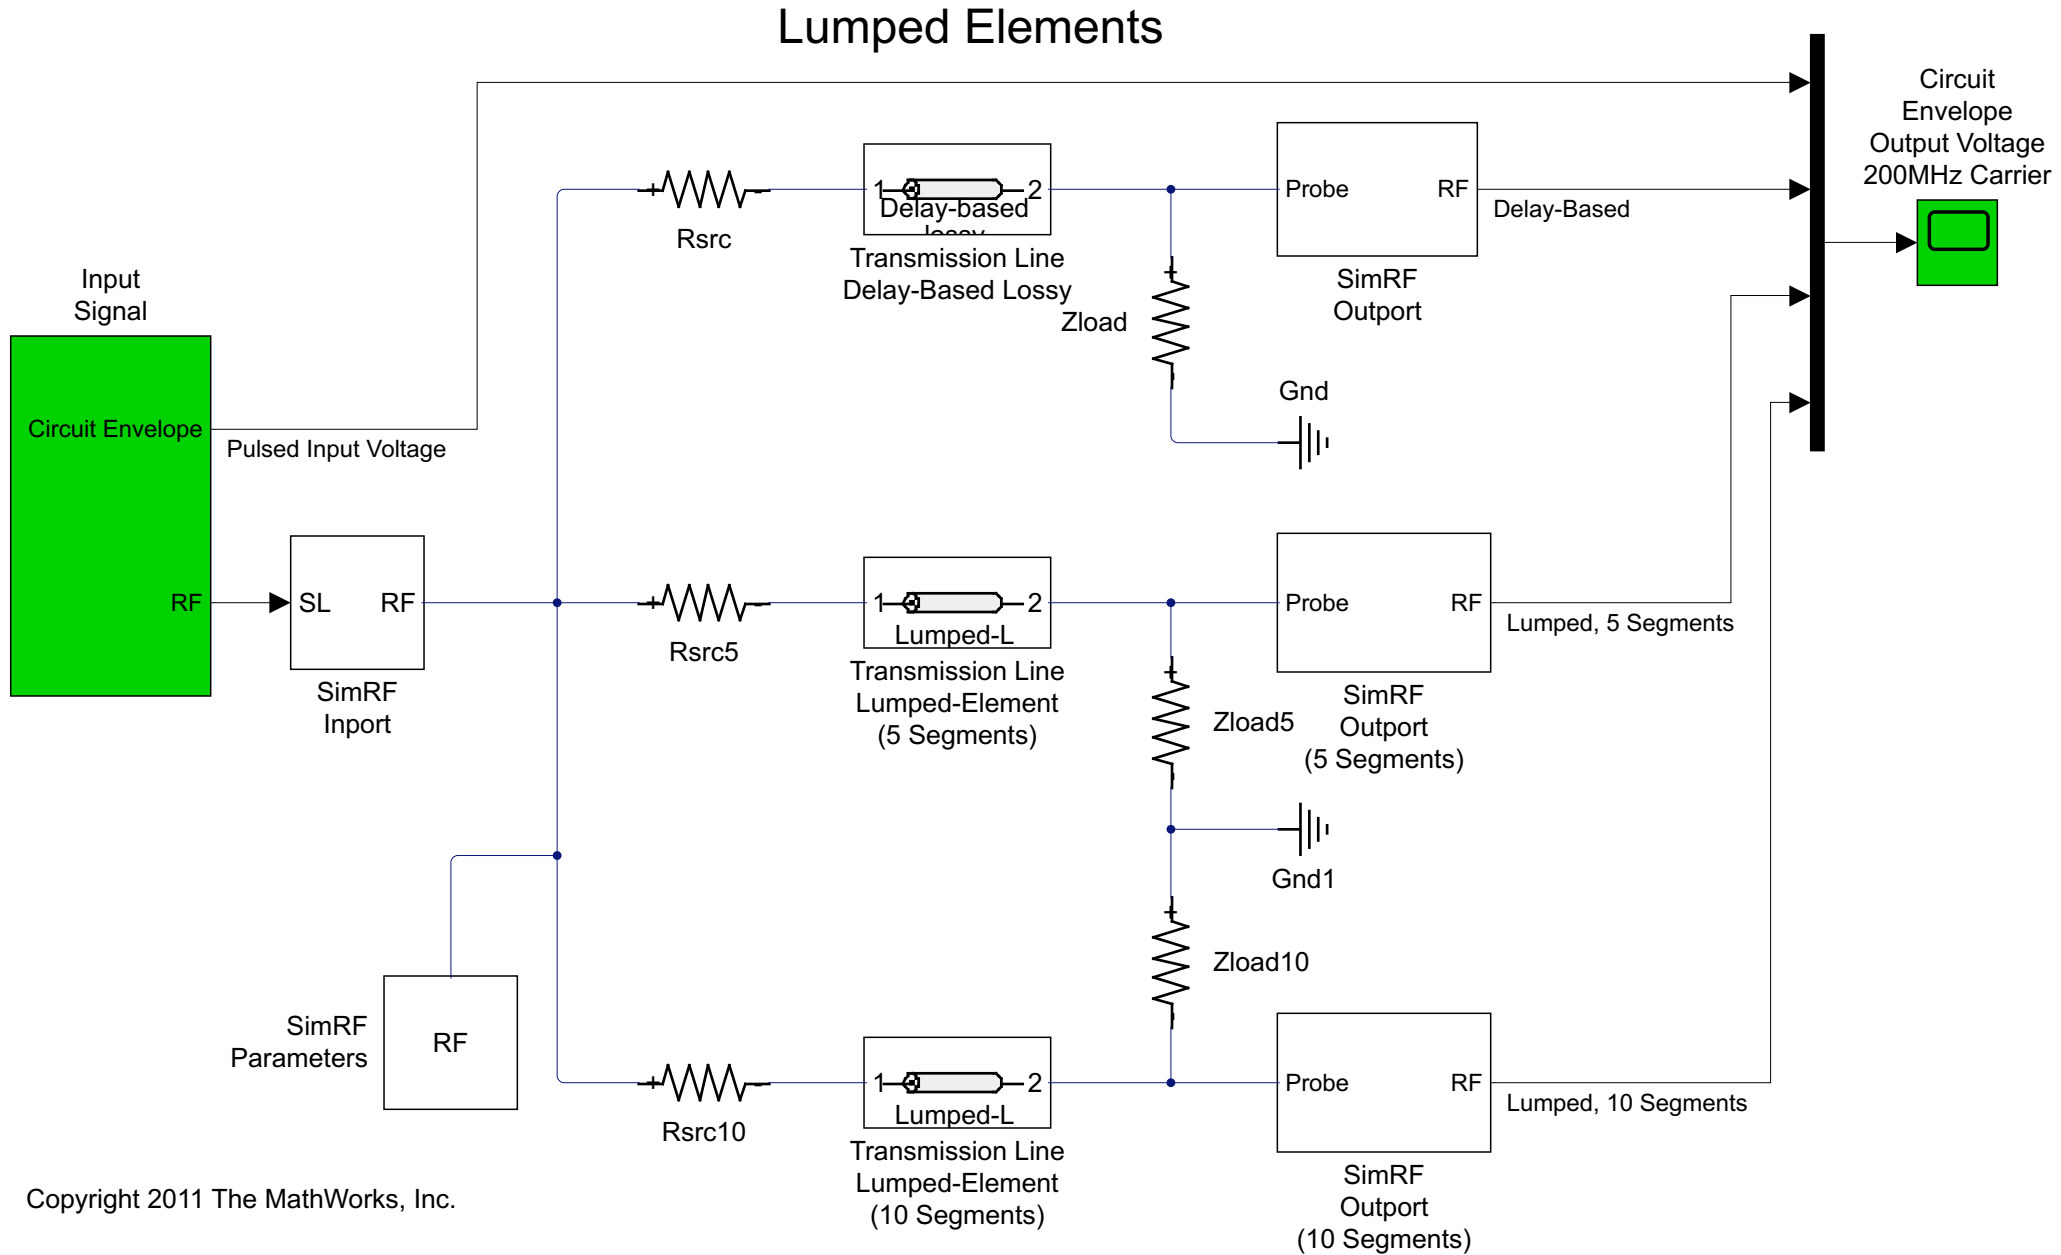 Lumped Elements
Circuit
Envelope
Output Voltage
200MHz Carrier
1
2
Delay-based
lossy
Rsrc
Transmission Line
Delay-Based Lossy
Probe
RF
Delay-Based
SimRF
Outport
Zload
Gnd
Input
Signal
Circuit Envelope
Pulsed Input Voltage
RF
SL
RF
SimRF
Inport
Rsrc5
1
2
Lumped-L
Transmission Line
Lumped-Element
(5 Segments)
Probe
RF
Lumped, 5 Segments
SimRF
Outport
(5 Segments)
Zload5
Gnd1
Zload10
SimRF
Parameters
RF
Rsrc10
1
2
Lumped-L
Transmission Line
Lumped-Element
(10 Segments)
Probe
RF
Lumped, 10 Segments
SimRF
Outport
(10 Segments)
Copyright 2011 The MathWorks, Inc.